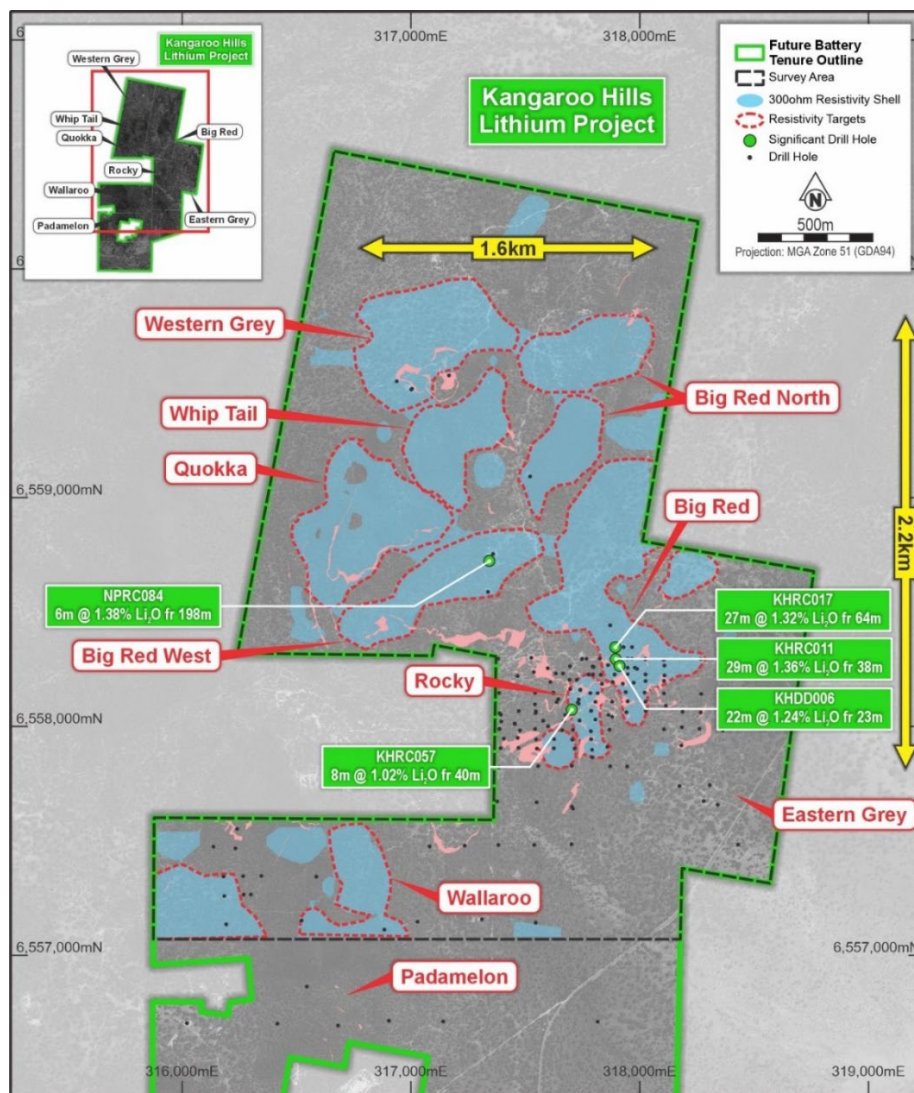 Kangaroo Hills
Lithium Project
Western Grey
Whip Tail
Quokka
Big Red
Rocky
Wallaroo
Eastern Grey
Padamelon
317,000mE
318,000mE
Kangaroo Hills
Lithium Project
Future Battery
Tenure Outline
Survey Area
300ohm Resistivity Shell
Resistivity Targets
Significant Drill Hole
Drill Hole
N
500m
Projection: MGA Zone 51 (GDA94)
1.6km
Western Grey
Big Red North
Whip Tail
Quokka
6,559,000mN
Big Red
2.2km
NPRC084
6m @ 1.38% Li₂O fr 198m
KHRC017
27m @ 1.32% Li₂O fr 64m
KHRC011
29m @ 1.36% Li₂O fr 38m
Big Red West
Rocky
KHDD006
22m @ 1.24% Li₂O fr 23m
6,558,000mN
KHRC057
8m @ 1.02% Li₂O fr 40m
Eastern Grey
Wallaroo
6,557,000mN
6,557,000mN
Padamelon
316,000mE
317,000mE
318,000mE
319,000mE